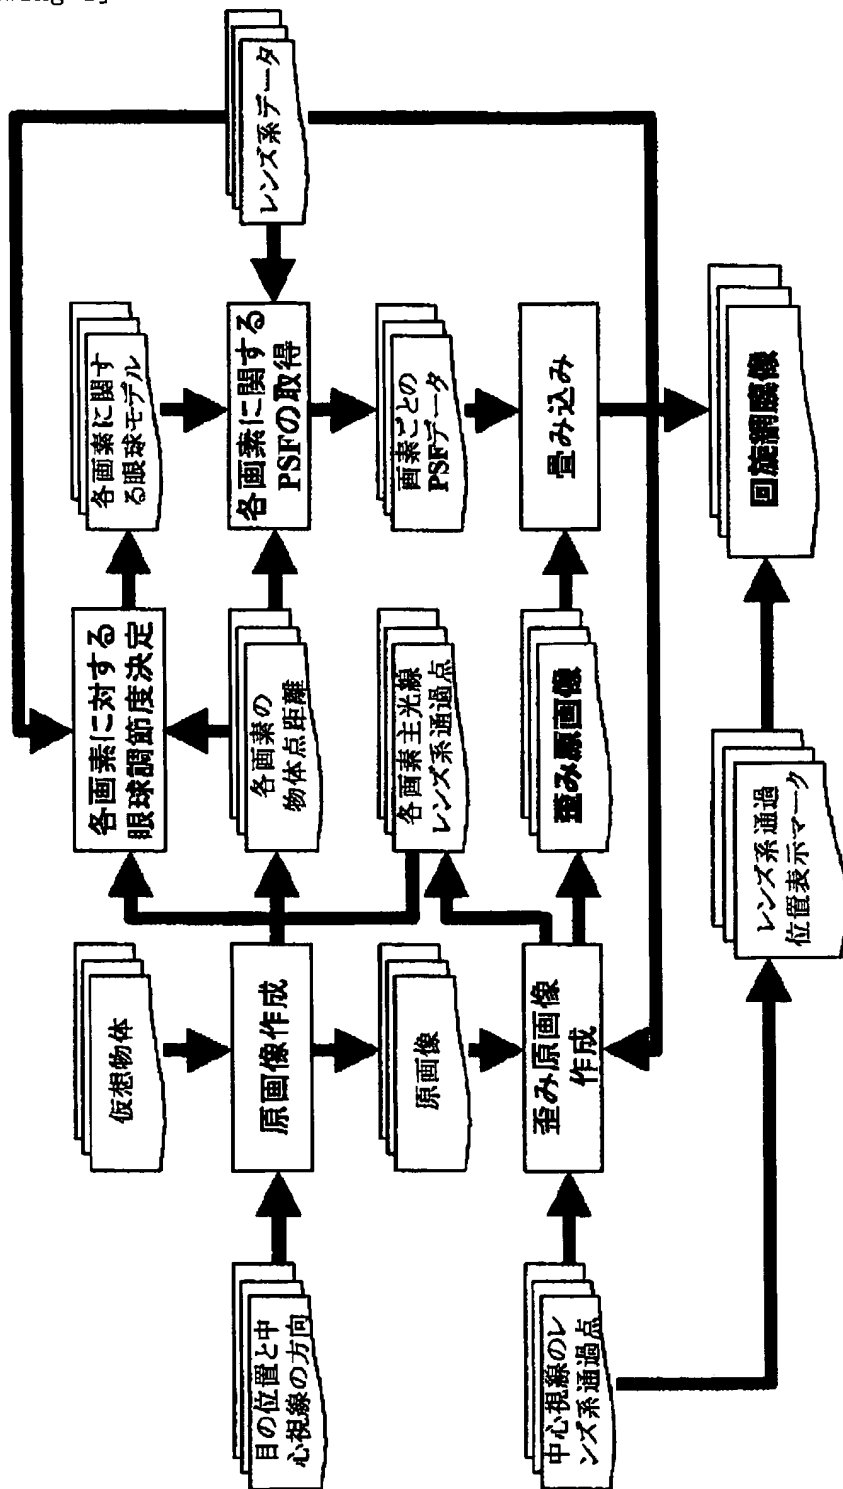 仮想物体
各画素に対する
眼球調節度決定
各画素に関す
る眼球モデル
目の位置と中
心視線の方向
原画像作成
各画素の
物体点距離
各画素に関する
PSFの取得
レンズ系データ
原画像
各画素主光線
レンズ系通過点
画素ごとの
PSFデータ
中心視線のレ
ンズ系通過点
歪み原画像
作成
歪み原画像
畳み込み
レンズ系通過
位置表示マーク
回旋網膜像